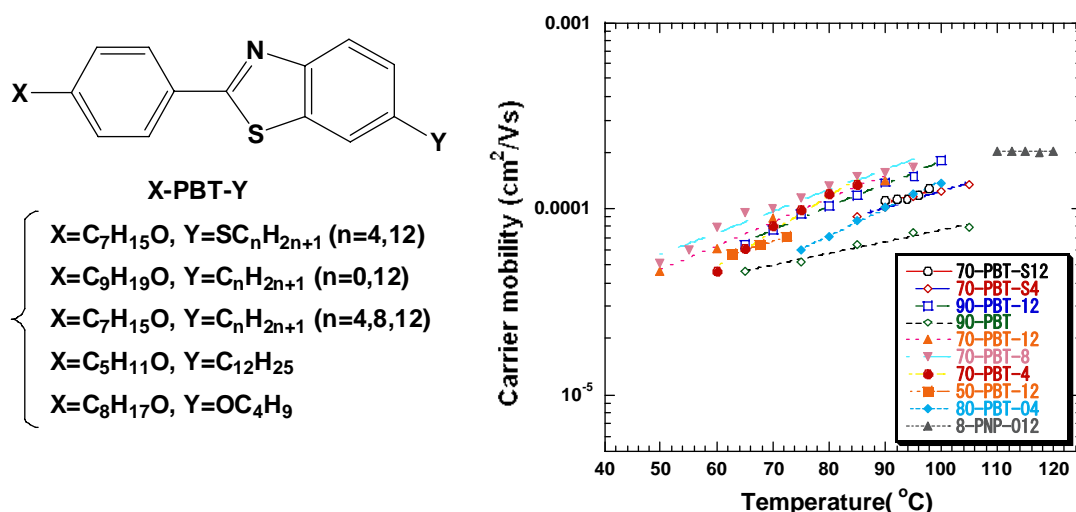 X
N
S
Y
X-PBT-Y
X=C₇H₁₅O, Y=SCₙH₂ₙ₊₁ (n=4,12)
X=C₉H₁₉O, Y=CₙH₂ₙ₊₁ (n=0,12)
X=C₇H₁₅O, Y=CₙH₂ₙ₊₁ (n=4,8,12)
X=C₅H₁₁O, Y=C₁₂H₂₅
X=C₈H₁₇O, Y=OC₄H₉
Carrier mobility (cm²/Vs)
0.001
0.0001
10⁻⁵
70-PBT-S12
70-PBT-S4
90-PBT-12
90-PBT
70-PBT-12
70-PBT-8
70-PBT-4
50-PBT-12
80-PBT-04
8-PNP-012
40 50 60 70 80 90 100 110 120
Temperature( °C)